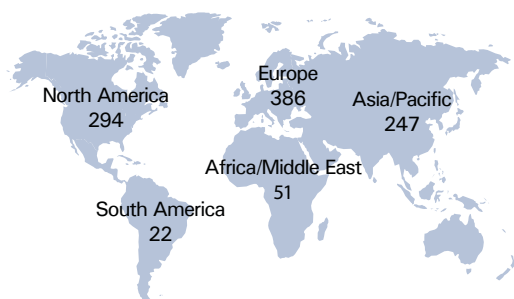 Europe
386
North America
294
Asia/Pacific
247
Africa/Middle East
51
South America
22